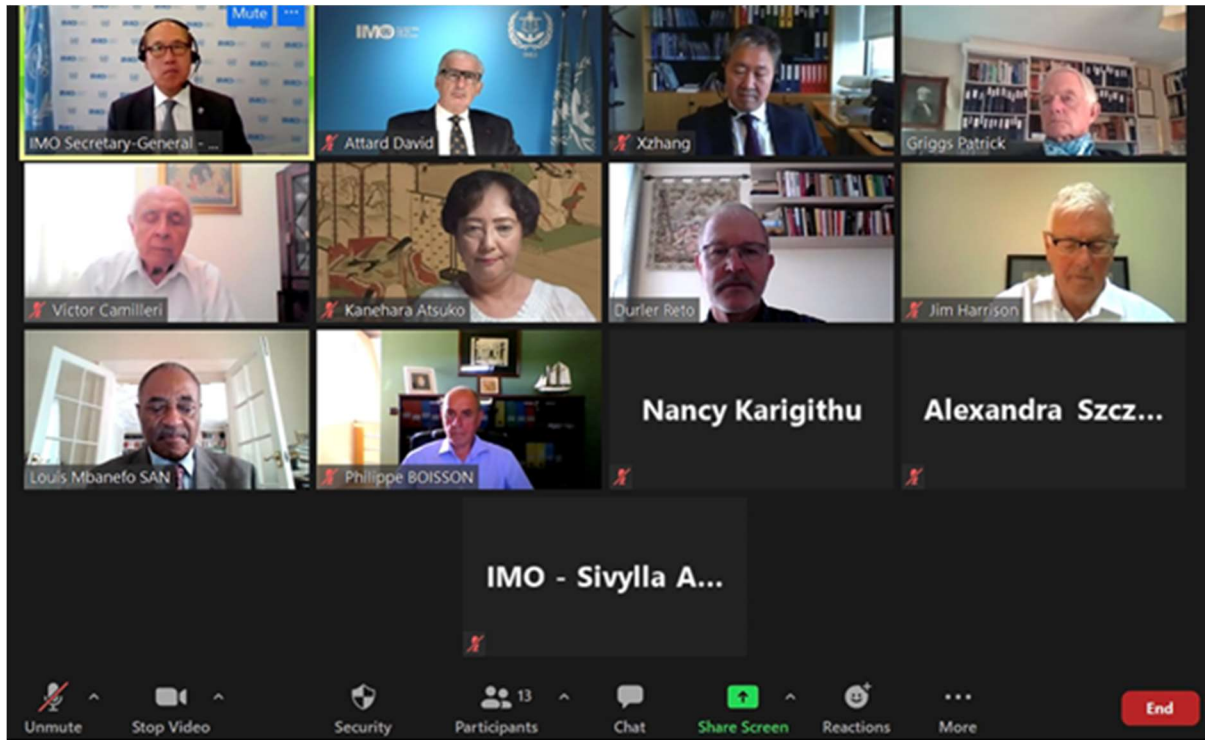 Mute ...
IMO
IMO Secretary-General - ...
Attard David
Xzhang
Griggs Patrick
Victor Camilleri
Kanehara Atsuko
Durler Reto
Jim Harrison
Louis Mbanefo SAN
Philippe BOISSON
Nancy Karigithu
Alexandra Szcz...
IMO - Sivylla A...
Unmute
Stop Video
Security
Participants 13
Chat
Share Screen
Reactions
More
End